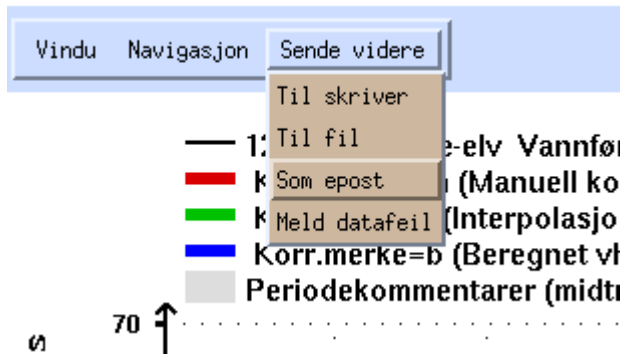 Vindu Navigasjon Sende videre
Til skriver
Til fil
Som epost
Meld datafeil
e-elv Vannfø
(Manuell ko
(Interpolasjo
Korr.merke=b (Beregnet vh
Periodekommentarer (midt
70
s